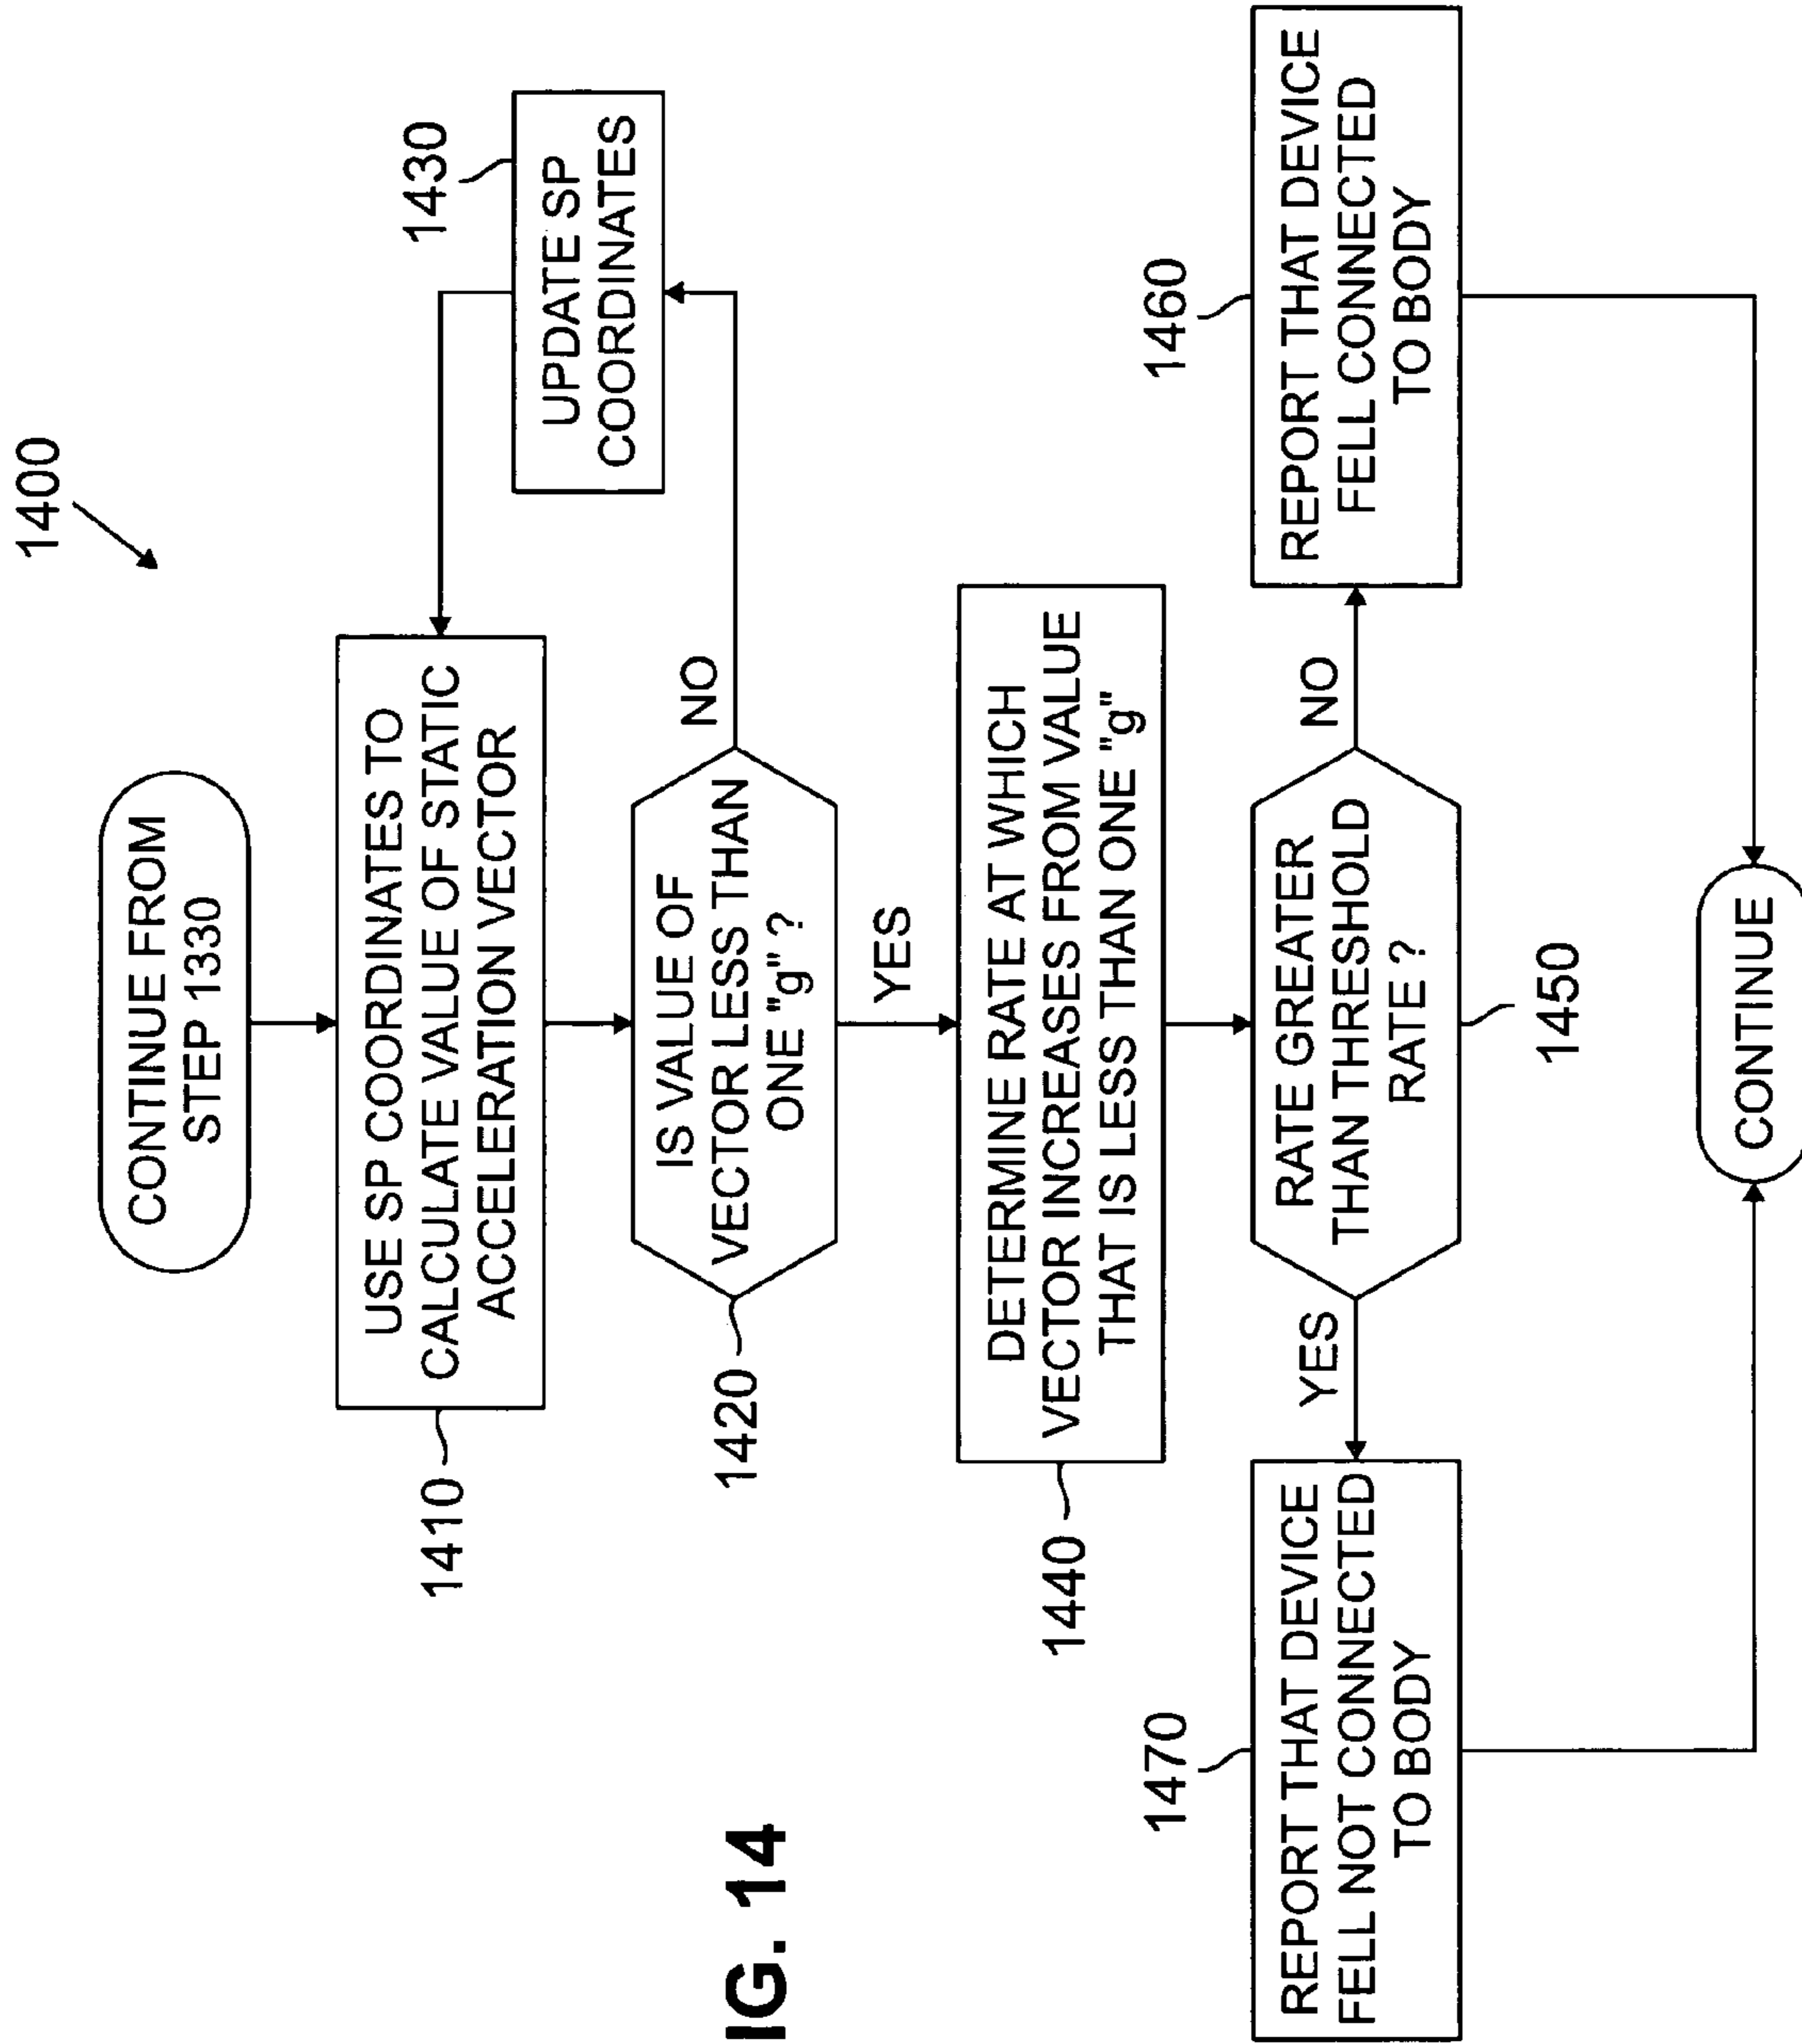 1400
CONTINUE FROM
STEP 1330
1410
USE SP COORDINATES TO
CALCULATE VALUE OF STATIC
ACCELERATION VECTOR
1430
UPDATE SP
COORDINATES
1420
IS VALUE OF
VECTOR LESS THAN
ONE "g" ?
NO
YES
1440
DETERMINE RATE AT WHICH
VECTOR INCREASES FROM VALUE
THAT IS LESS THAN ONE "g"
1450
RATE GREATER
THAN THRESHOLD
RATE ?
YES
NO
1470
REPORT THAT DEVICE
FELL NOT CONNECTED
TO BODY
1460
REPORT THAT DEVICE
FELL CONNECTED
TO BODY
CONTINUE
IG. 14